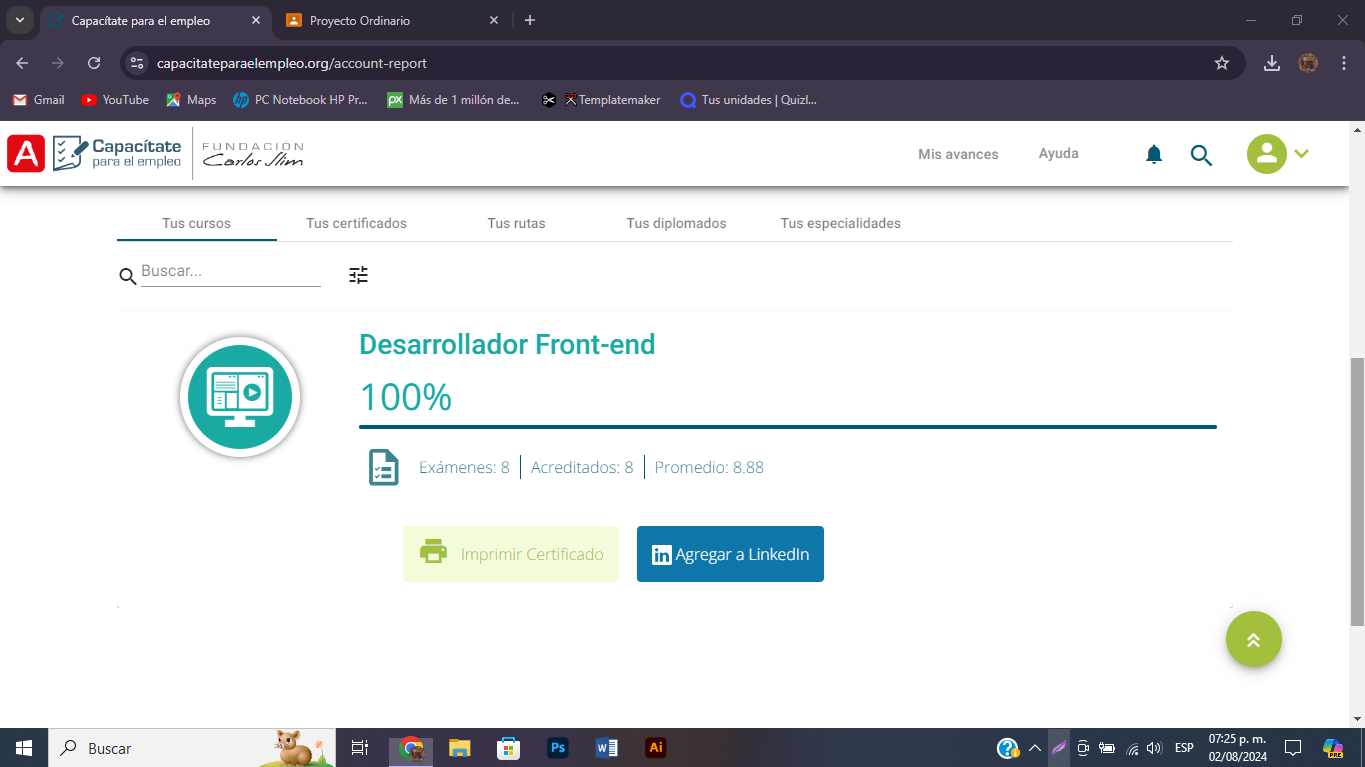 Capacítate para el empleo
Proyecto Ordinario
capacitateparaelempleo.org/account-report
Gmail
YouTube
Maps
PC Notebook HP Pr...
Más de 1 millón de...
Templatemaker
Tus unidades | Quizl...
A
Capacítate
para el empleo
FUNDACIÓN
Carlos Slim
Mis avances
Ayuda
Tus cursos
Tus certificados
Tus rutas
Tus diplomados
Tus especialidades
Buscar...
Desarrollador Front-end
100%
Exámenes: 8
Acreditados: 8
Promedio: 8.88
Imprimir Certificado
in Agregar a LinkedIn
Buscar
Ps
W
Ai
ESP
07:25 p. m.
02/08/2024
PRE